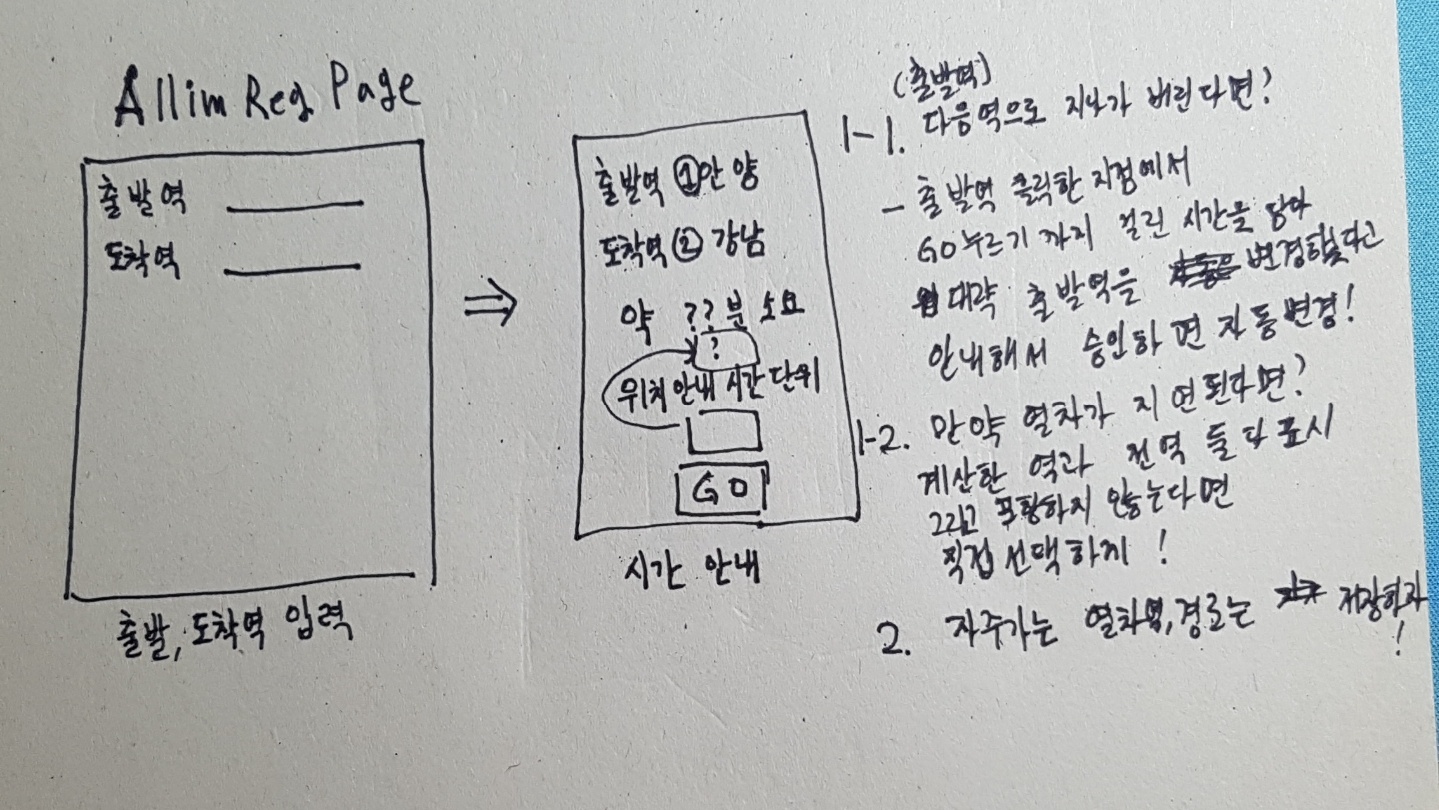 Allim Reg Page
출발역
도착역
출발, 도착역 입력
출발역 ① 안양
도착역 ② 강남
약 ??분 소요
?
위치 안내 시간 단위
GO
시간 안내
(출발역)
1-1. 다음역으로 지나가 버린다면?
- 출발역 클릭한 지점에서
GO 누르기 까지 걸린 시간을 담아
대략 출발역을 변경했다고
안내해서 승인하면 자동변경!
1-2. 만약 열차가 지연된다면?
계산한 역과 전역 둘 다 표시
그리고 포함하지 않는다면
직접 선택하게!
2. 자주가는 열차역, 경로는 저장하자!